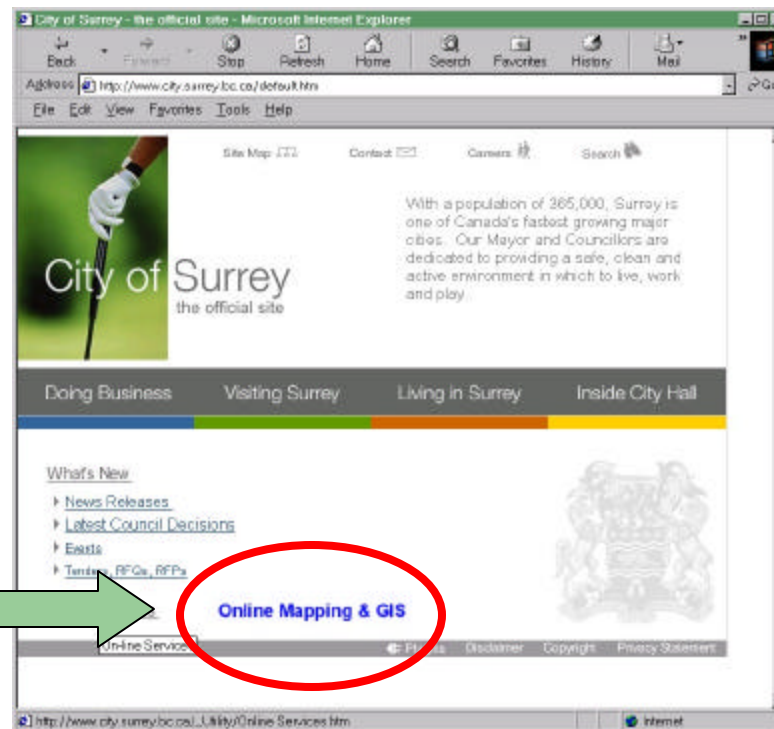 City of Surrey - the official site - Microsoft Internet Explorer
Back Forward Stop Refresh Home Search Favorites History Mail
Address http://www.city.surrey.bc.ca/default.htm
File Edit View Favorites Tools Help
Site Map Contact Careers Search
With a population of 365,000, Surrey is
one of Canada's fastest growing major
cities. Our Mayor and Councillors are
dedicated to providing a safe, clean and
active environment in which to live, work
and play.
City of Surrey
the official site
Doing Business Visiting Surrey Living in Surrey Inside City Hall
What's New
News Releases
Latest Council Decisions
Events
Tenders, RFQs, RFPs
Online Mapping & GIS
On-line Service
Disclaimer Copyright Privacy Statement
http://www.city.surrey.bc.ca/_Utility/Online Services.htm
Internet